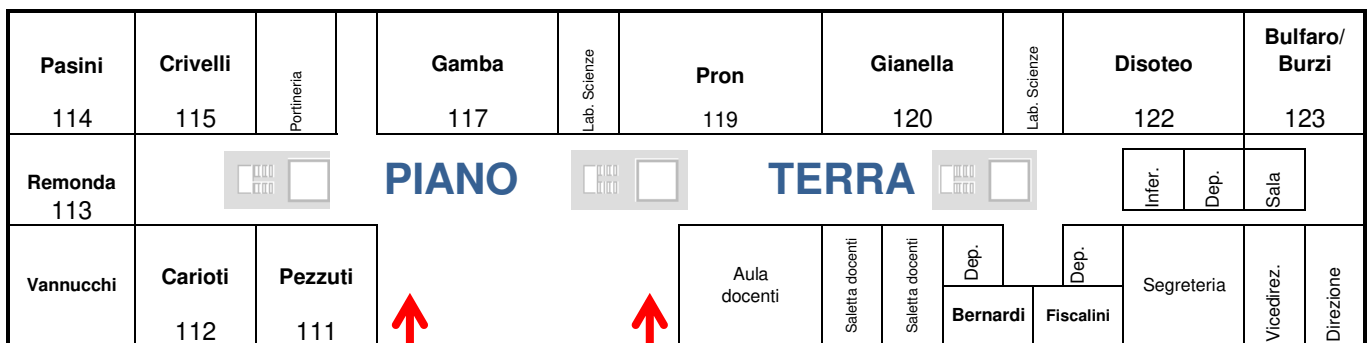 Pasini
114
Crivelli
115
Portineria
Gamba
117
Lab. Scienze
Pron
119
Gianella
120
Lab. Scienze
Disoteo
122
Bulfaro/
Burzi
123
Remonda
113
PIANO
TERRA
Infer.
Dep.
Sala
Vannucchi
Carioti
112
Pezzuti
111
Aula
docenti
Saletta docenti
Saletta docenti
Dep.
Bernardi
Dep.
Fiscalini
Segreteria
Vicedirez.
Direzione